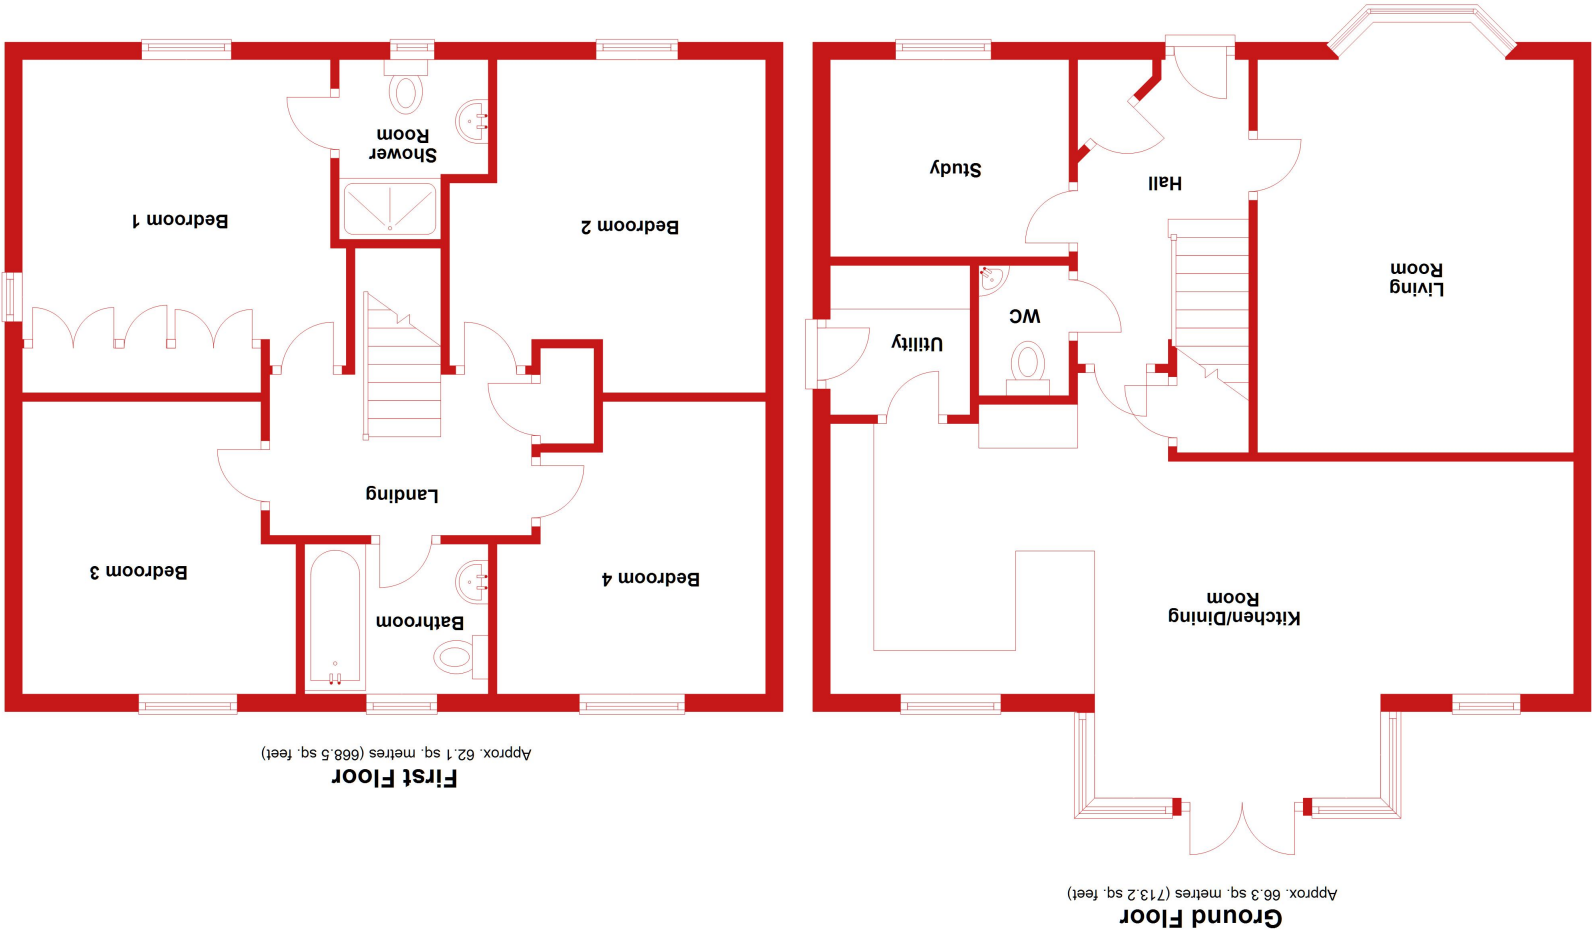 Ground Floor
Approx. 66.3 sq. metres (713.2 sq. feet)
Kitchen/Dining
Room
Utility
WC
Living
Room
Hall
Study
First Floor
Approx. 62.1 sq. metres (668.5 sq. feet)
Bedroom 4
Bathroom
Bedroom 3
Landing
Bedroom 2
Bedroom 1
Shower
Room